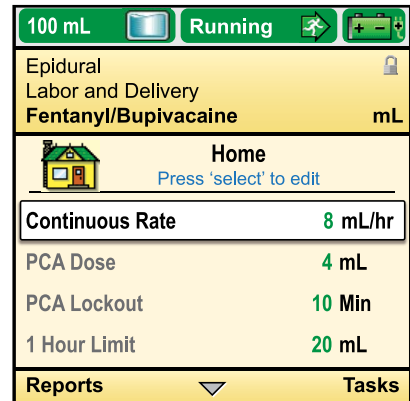 100 mL Running
Epidural
Labor and Delivery
Fentanyl/Bupivacaine mL
Home
Press 'select' to edit
Continuous Rate 8 mL/hr
PCA Dose 4 mL
PCA Lockout 10 Min
1 Hour Limit 20 mL
Reports Tasks